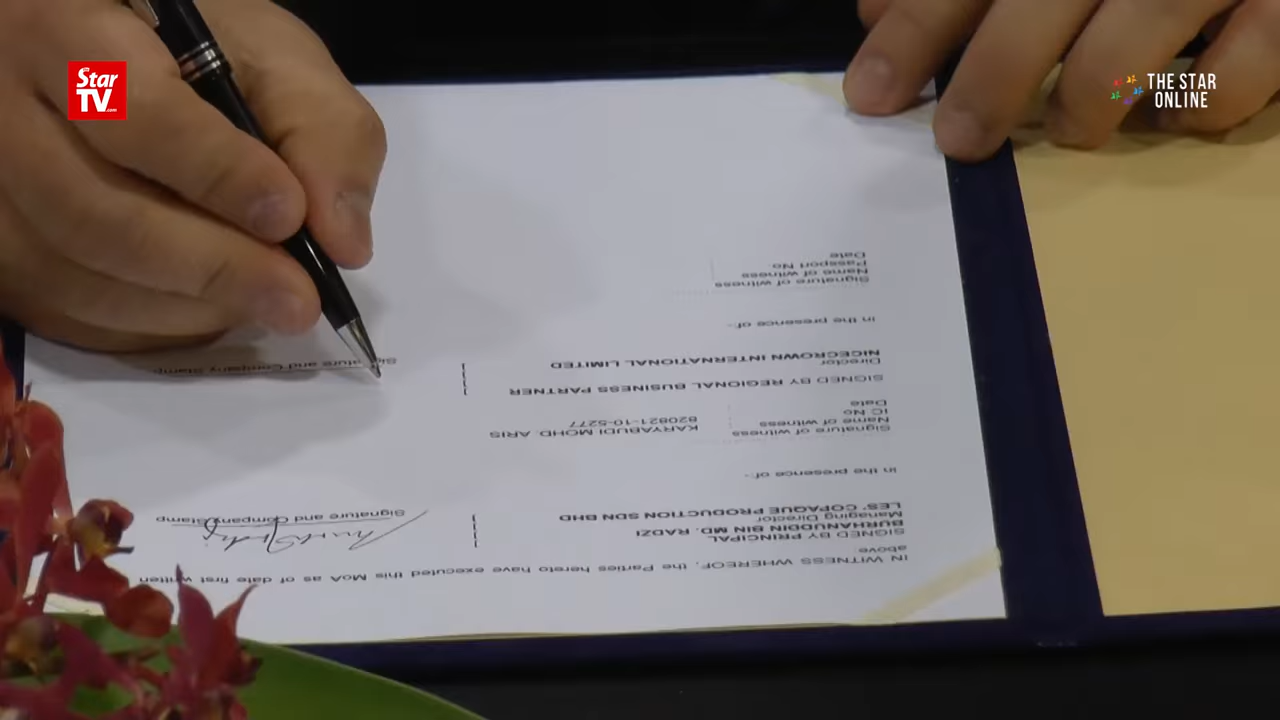 Star
TV.com
THE STAR
ONLINE
IN WITNESS WHEREOF, the Parties hereto have executed this MoA as of date first written
above
SIGNED BY PRINCIPAL
BURHANUDDIN BIN MD. RADZI
Managing Director
LES' COPAQUE PRODUCTION SDN BHD
Signature and Company Stamp
in the presence of:-
Signature of witness
Name of witness
KARYABUDI MOHD. ARIS
IC No
820821-10-5277
Date
SIGNED BY REGIONAL BUSINESS PARTNER
Director
NICECROWN INTERNATIONAL LIMITED
Signature and Company Stamp
in the presence of:-
Signature of witness
Name of witness
Passport No
Date